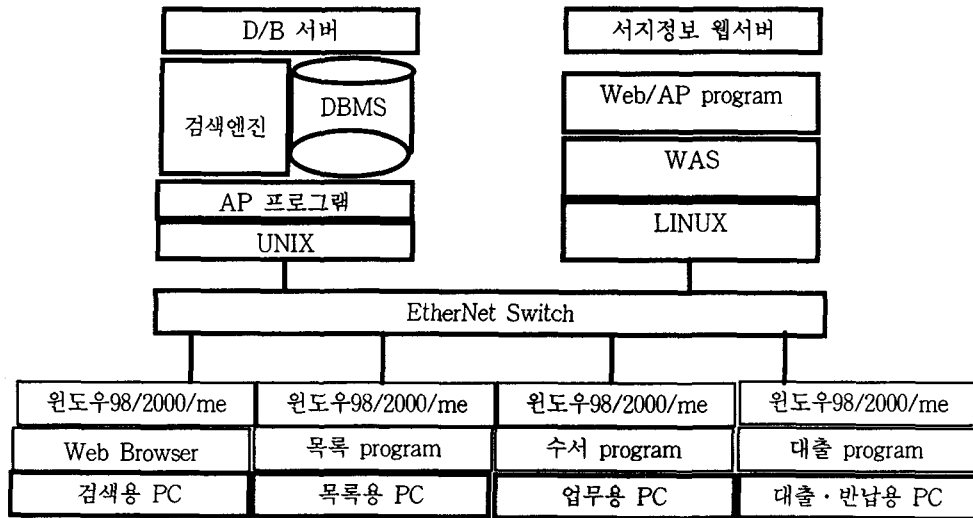 D/B 서버
서지정보 웹서버
검색엔진
DBMS
Web/AP program
WAS
AP 프로그램
LINUX
UNIX
EtherNet Switch
윈도우98/2000/me
윈도우98/2000/me
윈도우98/2000/me
윈도우98/2000/me
Web Browser
목록 program
수서 program
대출 program
검색용 PC
목록용 PC
업무용 PC
대출·반납용 PC